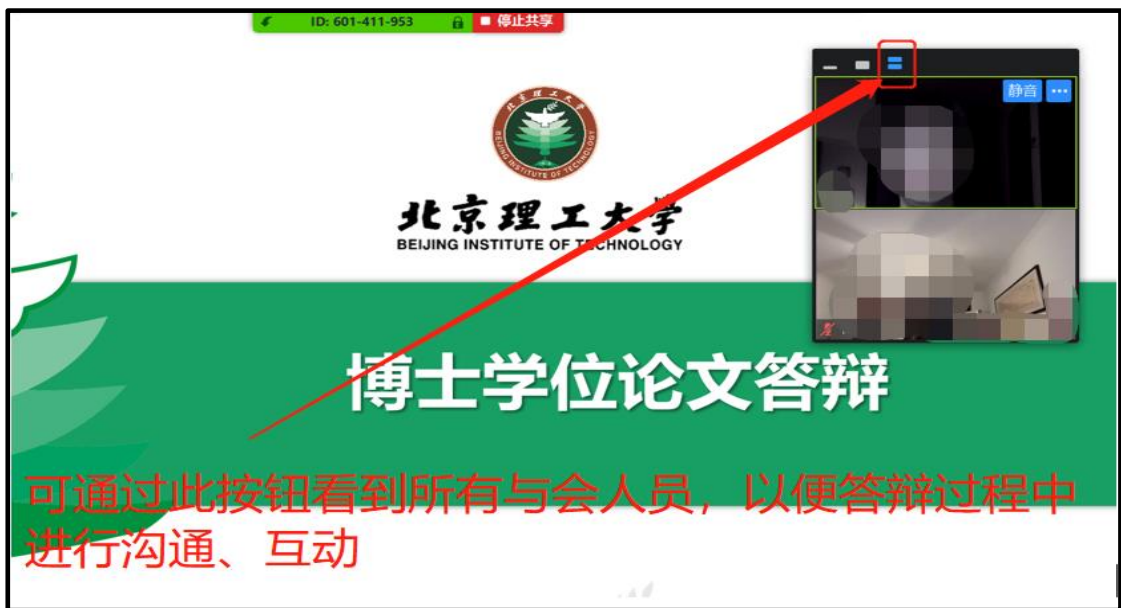 ID: 601-411-953
停止共享
静音
北京理工大学
BEIJING INSTITUTE OF TECHNOLOGY
博士学位论文答辩
可通过此按钮看到所有与会人员，以便答辩过程中
进行沟通、互动